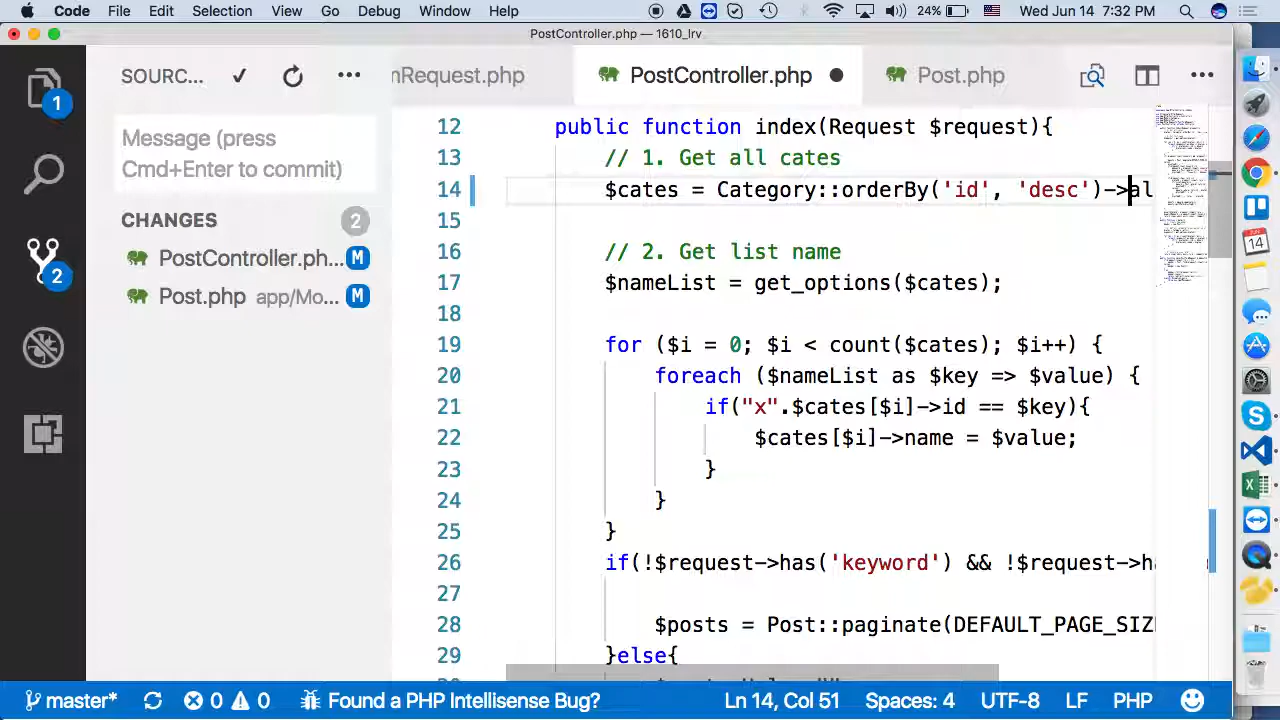 Code File Edit Selection View Go Debug Window Help 24% Wed Jun 14 7:32 PM
PostController.php — 1610_lrv
SOURC... nRequest.php PostController.php Post.php
1
Message (press
Cmd+Enter to commit)
CHANGES 2
PostController.ph... M
Post.php app/Mo... M
2
12 public function index(Request $request){
13 // 1. Get all cates
14 $cates = Category::orderBy('id', 'desc')->al
15
16 // 2. Get list name
17 $nameList = get_options($cates);
18
19 for ($i = 0; $i < count($cates); $i++) {
20 foreach ($nameList as $key => $value) {
21 if("x".$cates[$i]->id == $key){
22 $cates[$i]->name = $value;
23 }
24 }
25 }
26 if(!$request->has('keyword') && !$request->h
27
28 $posts = Post::paginate(DEFAULT_PAGE_SIZ
29 }else{
master* 0 0 Found a PHP Intellisense Bug? Ln 14, Col 51 Spaces: 4 UTF-8 LF PHP